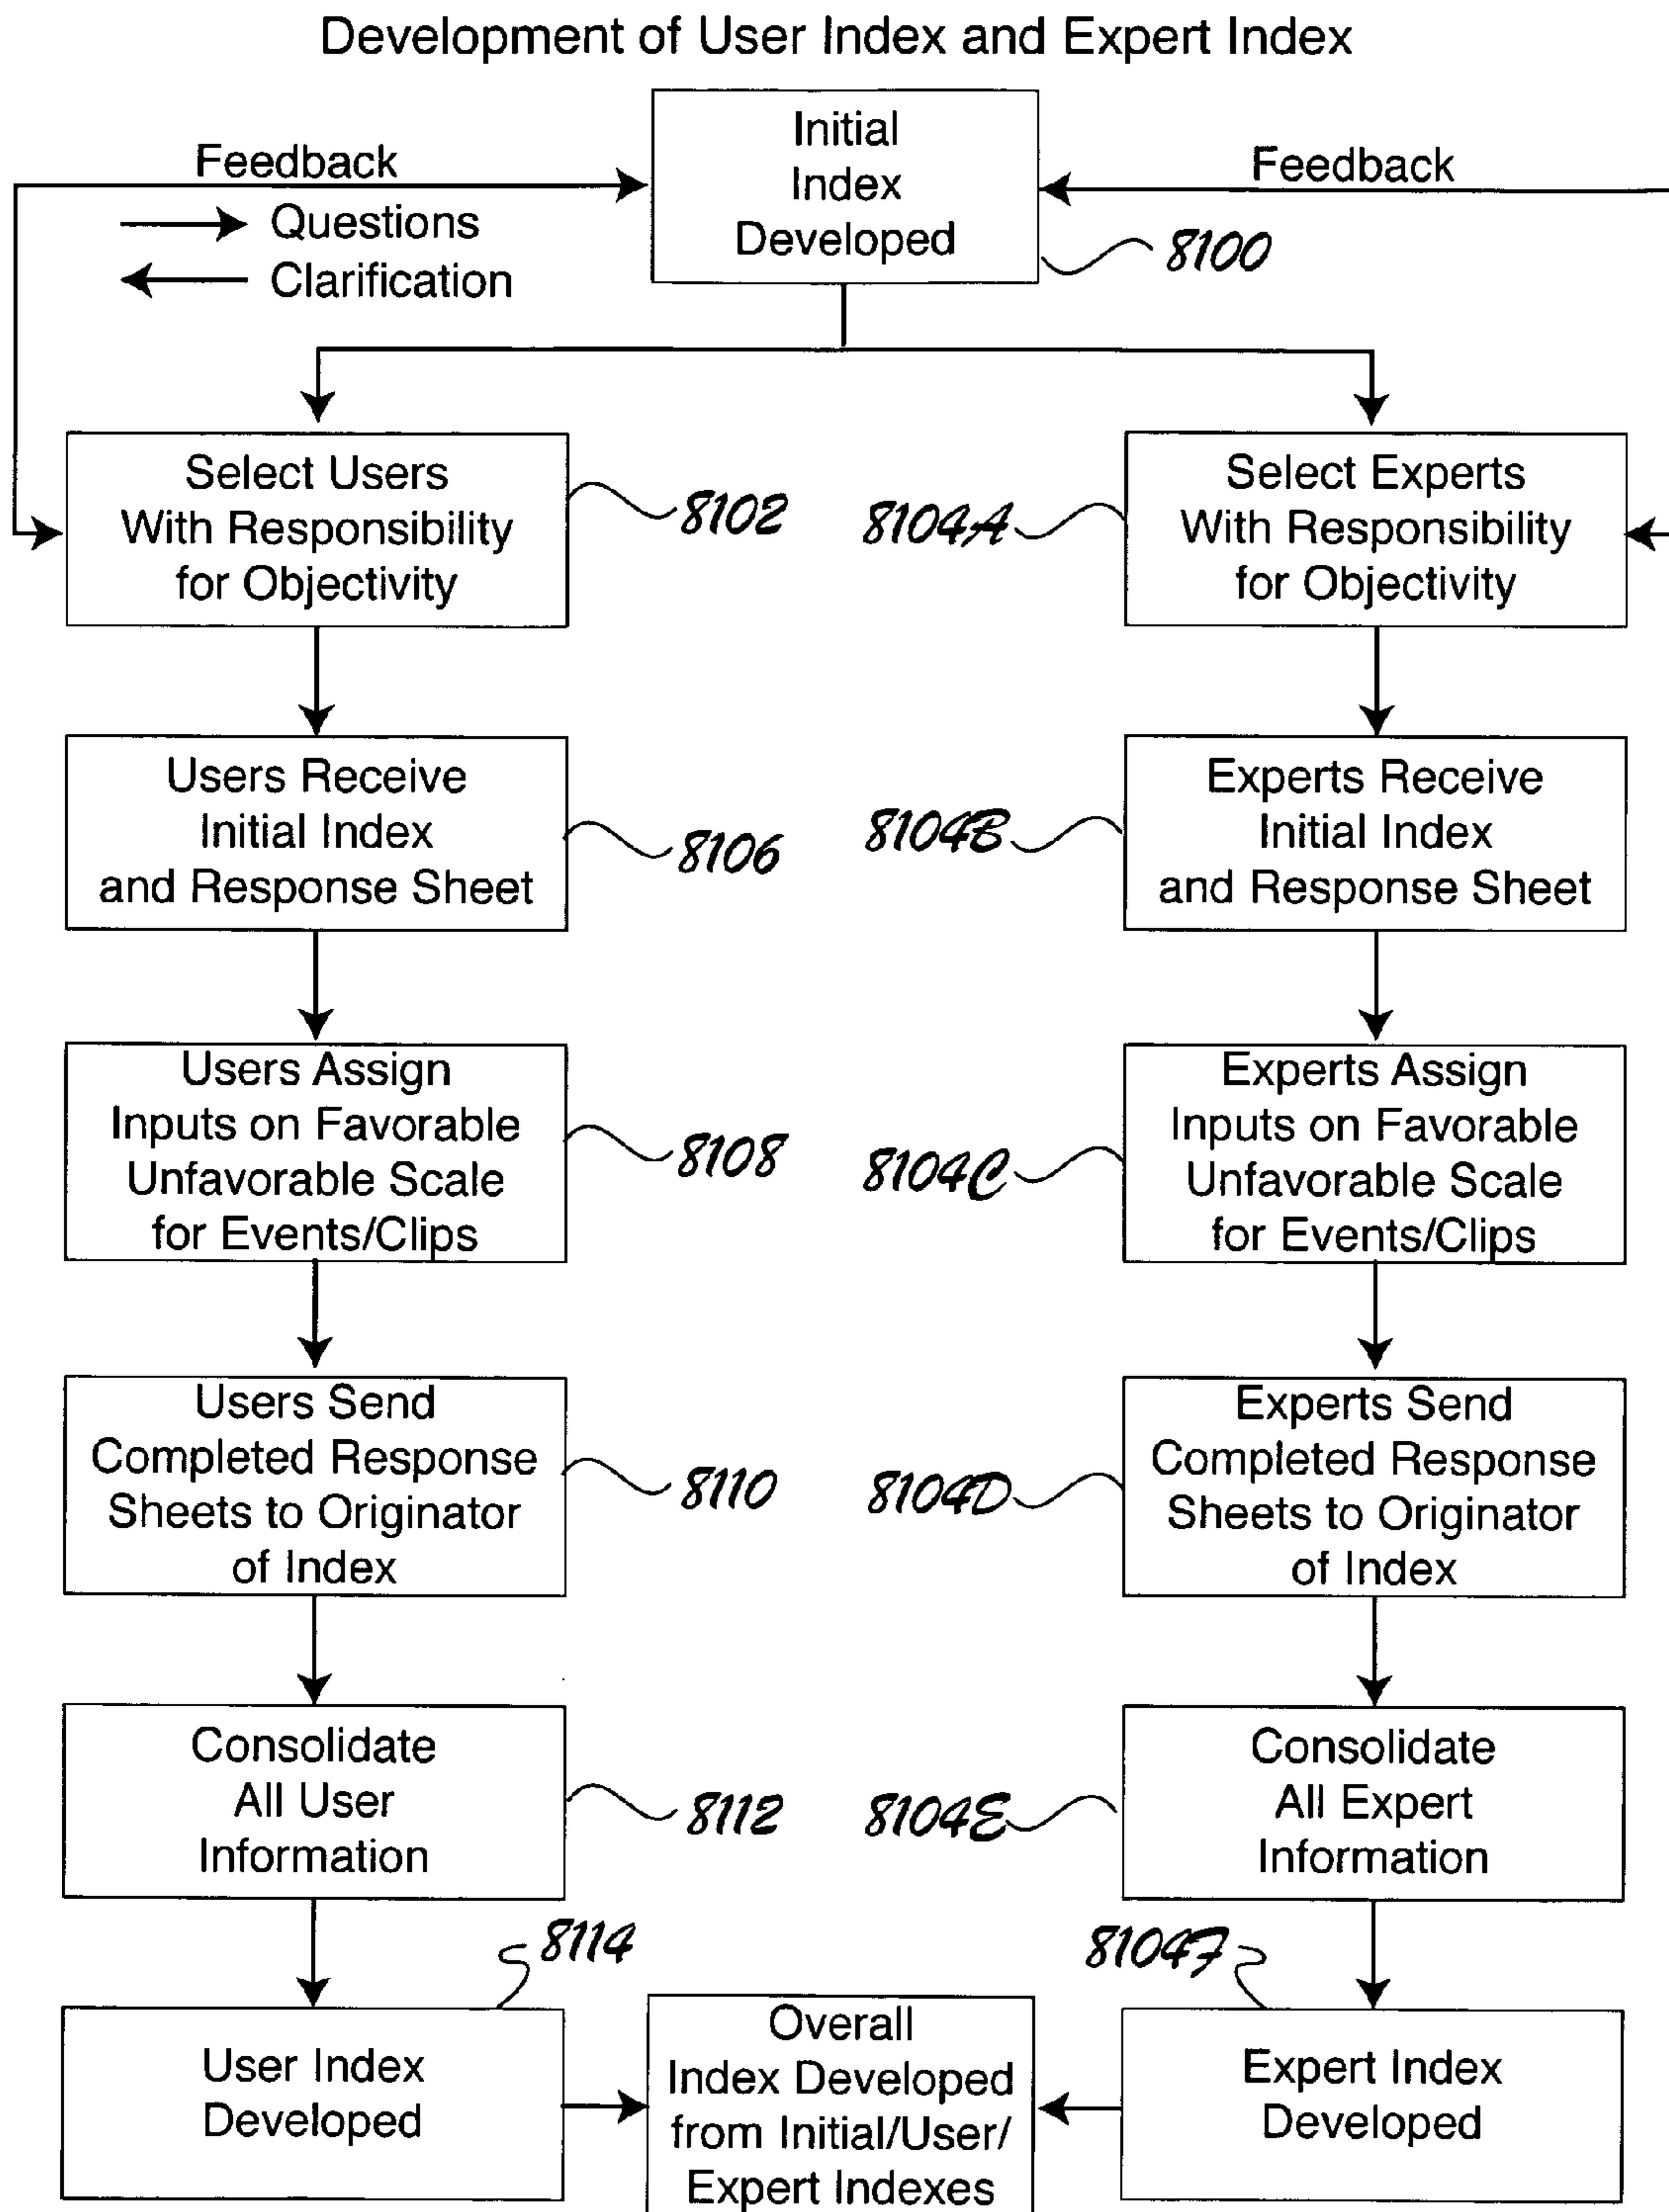 Development of User Index and Expert Index
Initial
Index
Developed
8100
Feedback
Questions
Clarification
Feedback
Select Users
With Responsibility
for Objectivity
8102
8104A
Select Experts
With Responsibility
for Objectivity
Users Receive
Initial Index
and Response Sheet
8106
8104B
Experts Receive
Initial Index
and Response Sheet
Users Assign
Inputs on Favorable
Unfavorable Scale
for Events/Clips
8108
8104C
Experts Assign
Inputs on Favorable
Unfavorable Scale
for Events/Clips
Users Send
Completed Response
Sheets to Originator
of Index
8110
8104D
Experts Send
Completed Response
Sheets to Originator
of Index
Consolidate
All User
Information
8112
8104E
Consolidate
All Expert
Information
8114
8104F
User Index
Developed
Overall
Index Developed
from Initial/User/
Expert Indexes
Expert Index
Developed